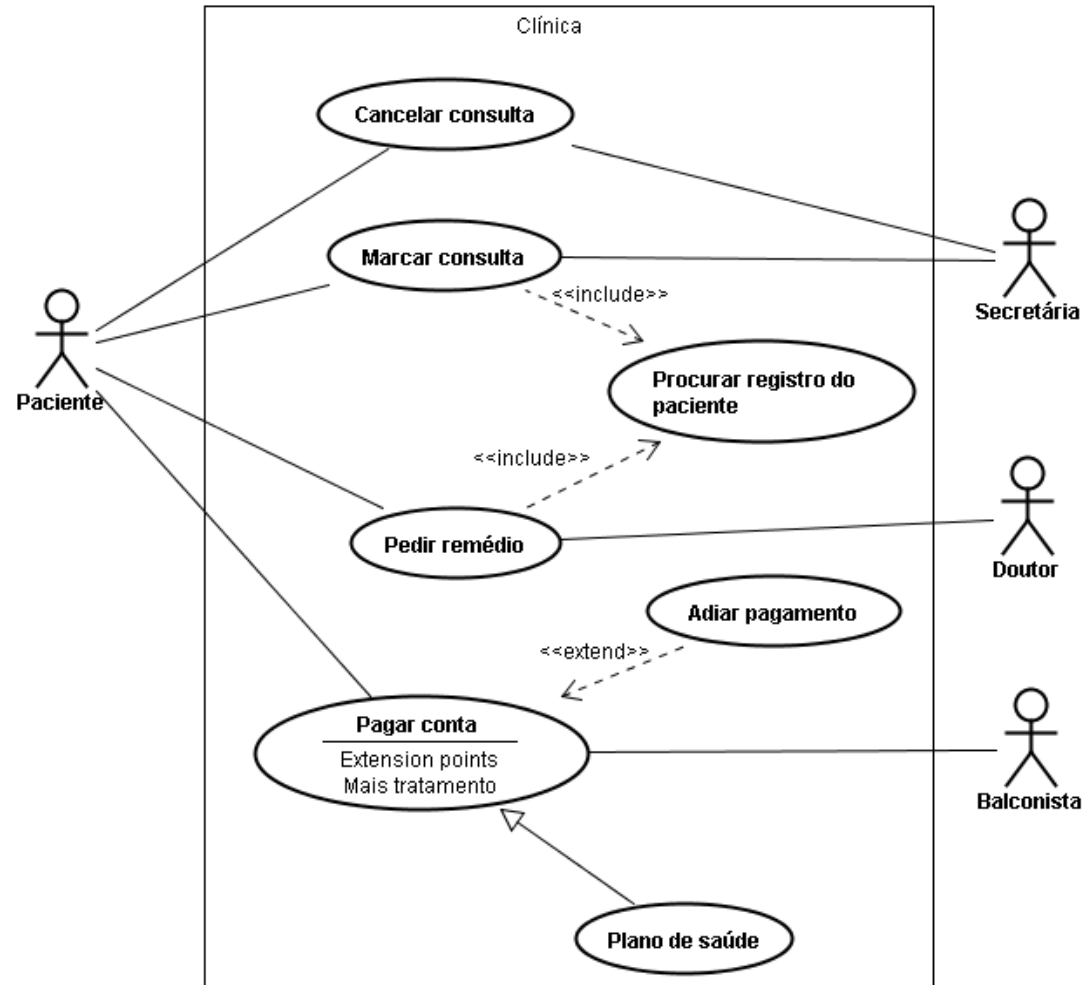 Clínica
Cancelar consulta
Marcar consulta
<<include>>
Secretária
Procurar registro do
paciente
Paciente
<<include>>
Pedir remédio
Doutor
Adiar pagamento
<<extend>>
Pagar conta
Extension points
Mais tratamento
Balconista
Plano de saúde